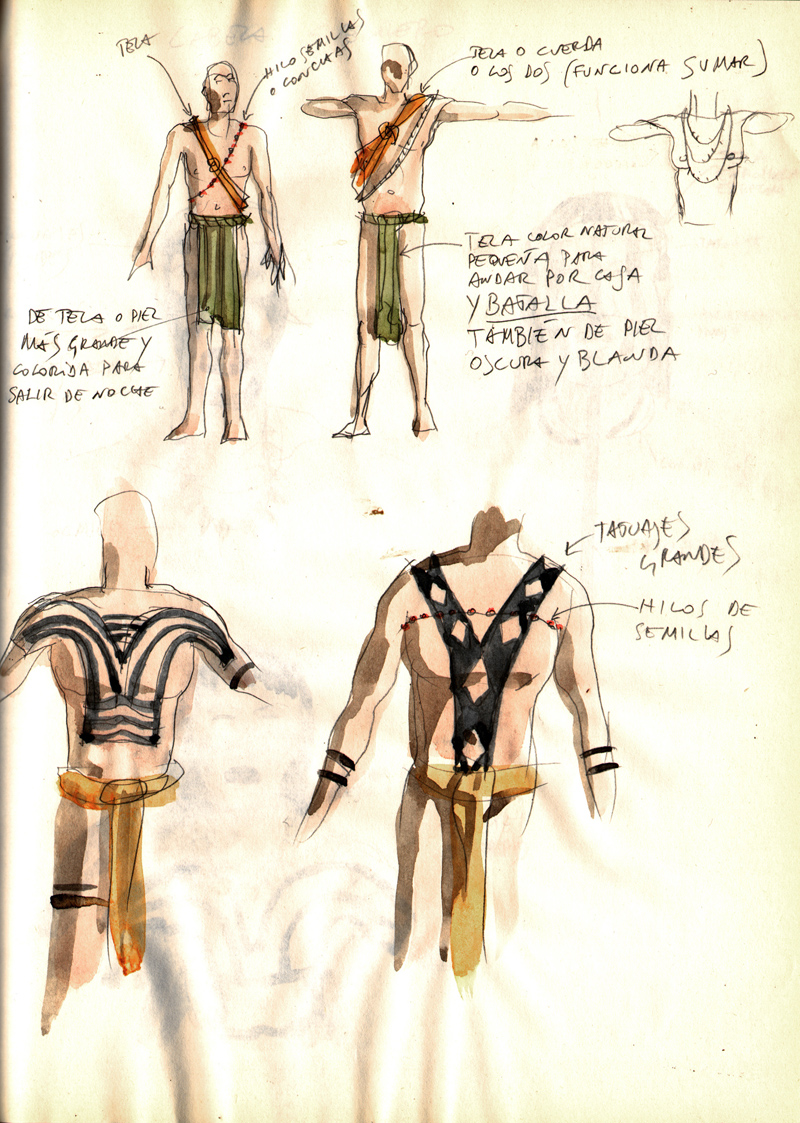 TELA
HILO SEMILLAS
O CONCHAS
TELA O CUERDA
O LOS DOS (FUNCIONA SUMAR)
TELA COLOR NATURAL
PEQUEÑA PARA
ANDAR POR CASA
Y BATALLA
TAMBIÉN DE PIEL
OSCURA Y BLANDA
DE TELA O PIEL
MÁS GRANDE Y
COLORIDA PARA
SALIR DE NOCHE
TATUAJES
GRANDES
HILOS DE
SEMILLAS